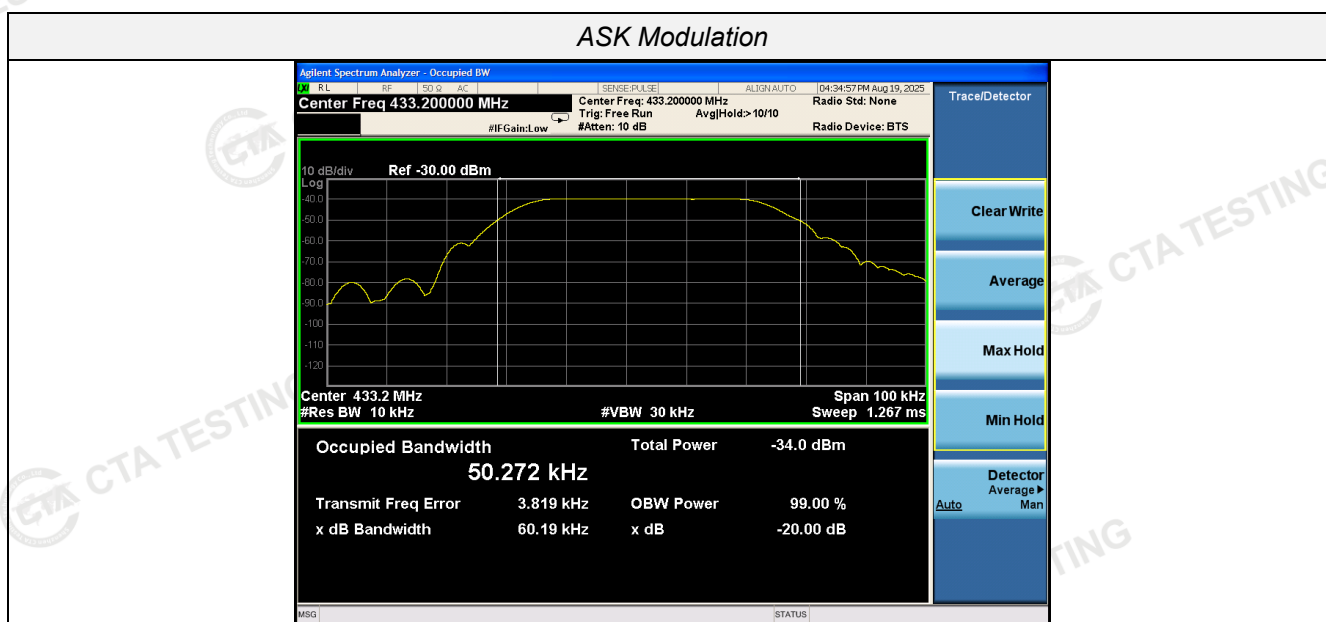 ASK Modulation
Agilent Spectrum Analyzer - Occupied BW
LXI RL RF 50 Ω AC SENSE:PULSE ALIGN AUTO 04:34:57 PM Aug 19, 2025
Center Freq 433.200000 MHz
Center Freq: 433.200000 MHz
Radio Std: None
Trig: Free Run
Avg|Hold:>10/10
#IFGain:Low
#Atten: 10 dB
Radio Device: BTS
10 dB/div Ref -30.00 dBm
Log
-40.0
-50.0
-60.0
-70.0
-80.0
-90.0
-100
-110
-120
Center 433.2 MHz
Span 100 kHz
#Res BW 10 kHz
#VBW 30 kHz
Sweep 1.267 ms
Occupied Bandwidth
Total Power -34.0 dBm
50.272 kHz
Transmit Freq Error 3.819 kHz
OBW Power 99.00 %
x dB Bandwidth 60.19 kHz
x dB -20.00 dB
MSG
STATUS
Trace/Detector
Clear Write
Average
Max Hold
Min Hold
Detector
Average
Auto Man
CTA TESTING
CTA TESTING
TING
CTA